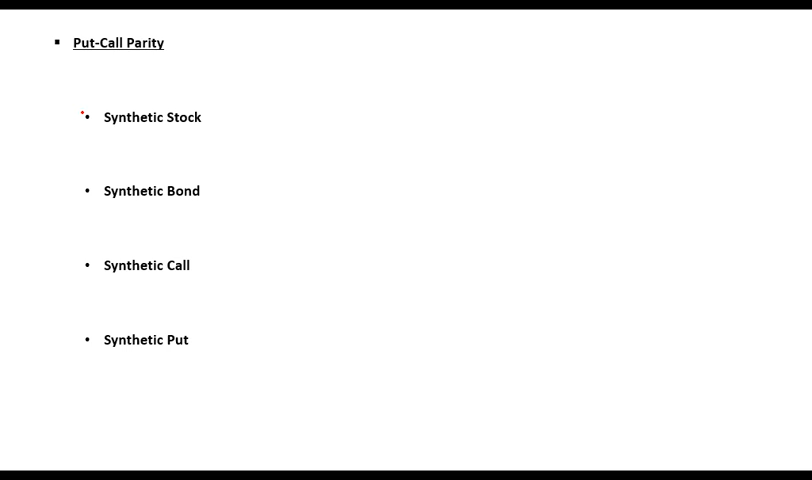 ▪ Put-Call Parity
• Synthetic Stock
• Synthetic Bond
• Synthetic Call
• Synthetic Put